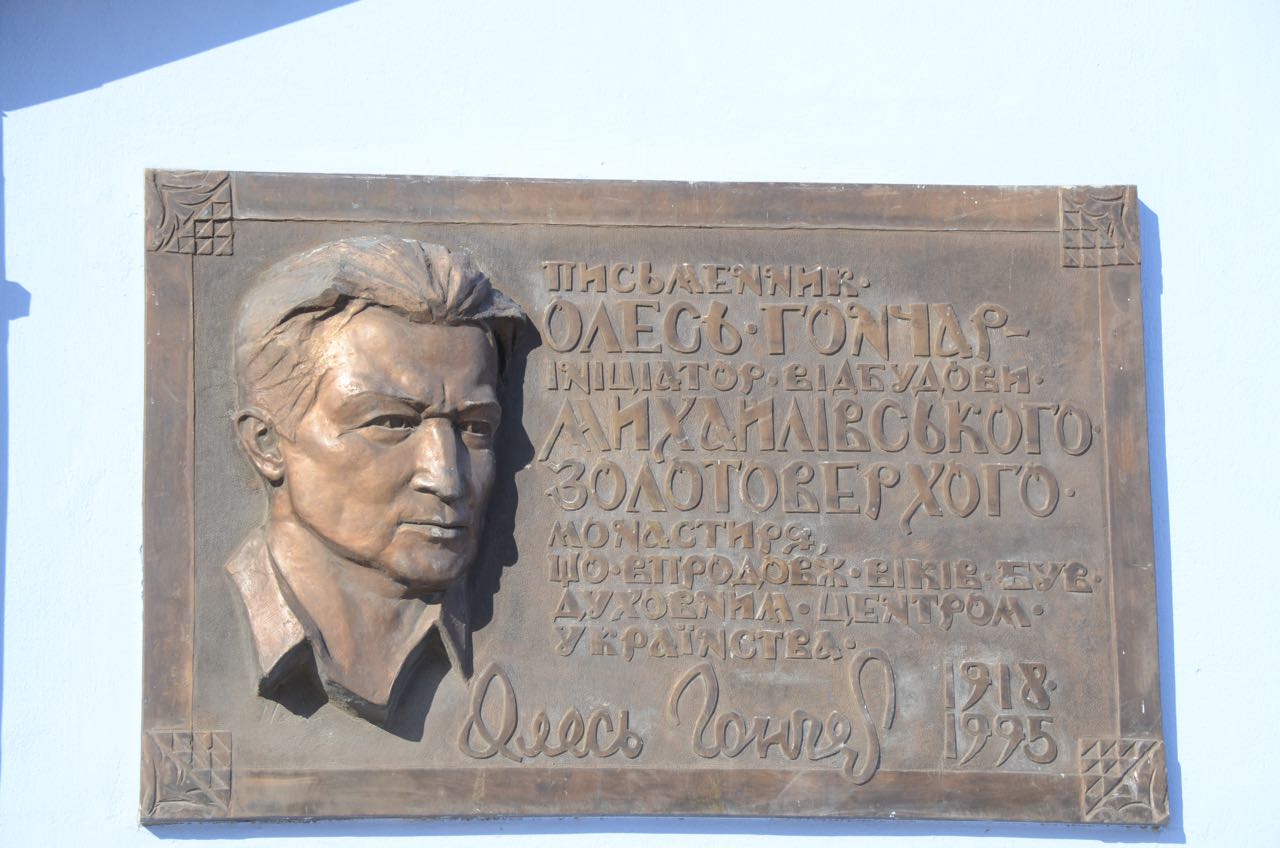 ПИСЬМЕННИК·
ОЛЕСЬ·ГОНЧАР-
ІНІЦІАТОР·ВІДБУДОВИ·
МИХАЙЛІВСЬКОГО
ЗОЛОТОВЕРХОГО·
МОНАСТИРЯ,
ЩО·ВПРОДОВЖ·ВІКІВ·БУВ·
ДУХОВНИМ·ЦЕНТРОМ·
УКРАЇНСТВА·
Олесь Гончар
1918·
1995